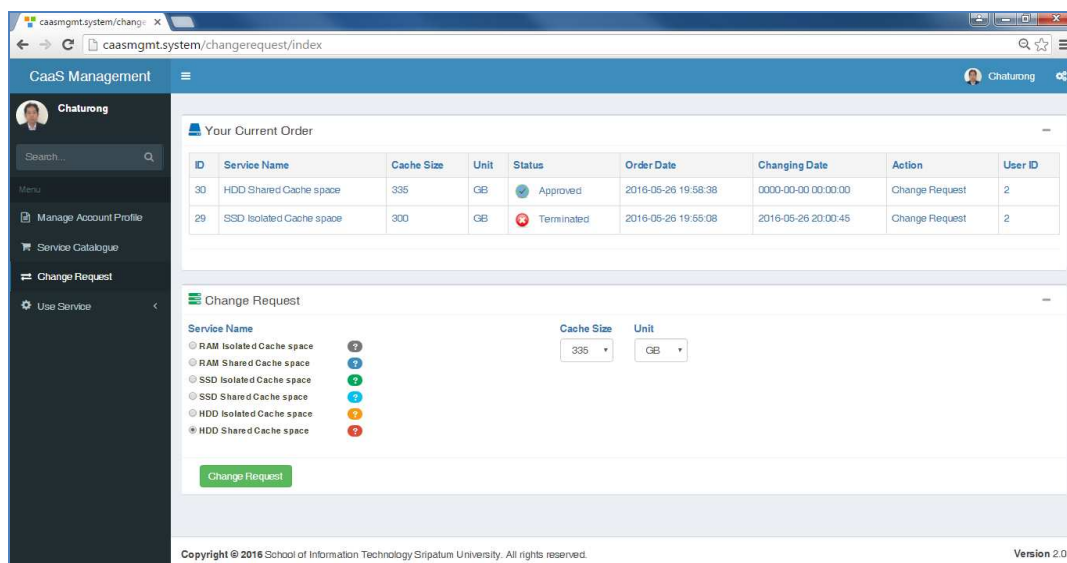 caasmgmt.system/change
caasmgmt.system/changerequest/index
CaaS Management
Chaturong
Chaturong
Search...
Menu
Manage Account Profile
Service Catalogue
Change Request
Use Service
Your Current Order
ID Service Name Cache Size Unit Status Order Date Changing Date Action User ID
30 HDD Shared Cache space 335 GB Approved 2016-05-26 19:58:38 0000-00-00 00:00:00 Change Request 2
29 SSD Isolated Cache space 300 GB Terminated 2016-05-26 19:55:08 2016-05-26 20:00:45 Change Request 2
Change Request
Service Name Cache Size Unit
RAM Isolated Cache space ?
335 GB
RAM Shared Cache space ?
SSD Isolated Cache space ?
SSD Shared Cache space ?
HDD Isolated Cache space ?
HDD Shared Cache space ?
Change Request
Copyright © 2016 School of Information Technology Sripatum University. All rights reserved.
Version 2.0